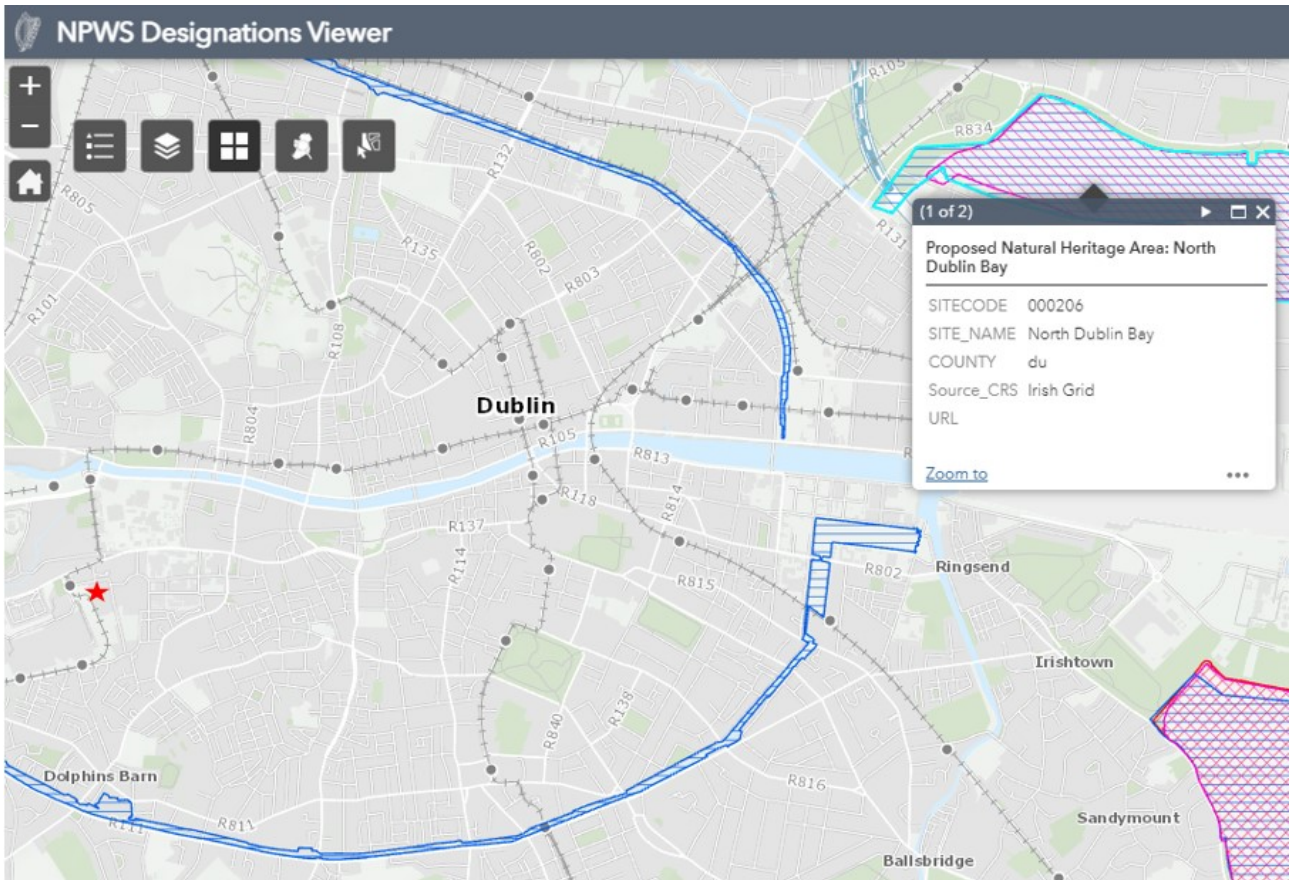 NPWS Designations Viewer
+
−
R105
R834
R132
R805
R135
R802
R131
R803
R101
R108
(1 of 2)
Proposed Natural Heritage Area: North
Dublin Bay
SITECODE 000206
SITE_NAME North Dublin Bay
COUNTY du
Source_CRS Irish Grid
URL
Zoom to
Dublin
R804
R105
R813
R118
R814
R137
R114
R815
R802
Ringsend
Irishtown
R138
R840
Dolphins Barn
R811
R111
R816
Sandymount
Ballsbridge